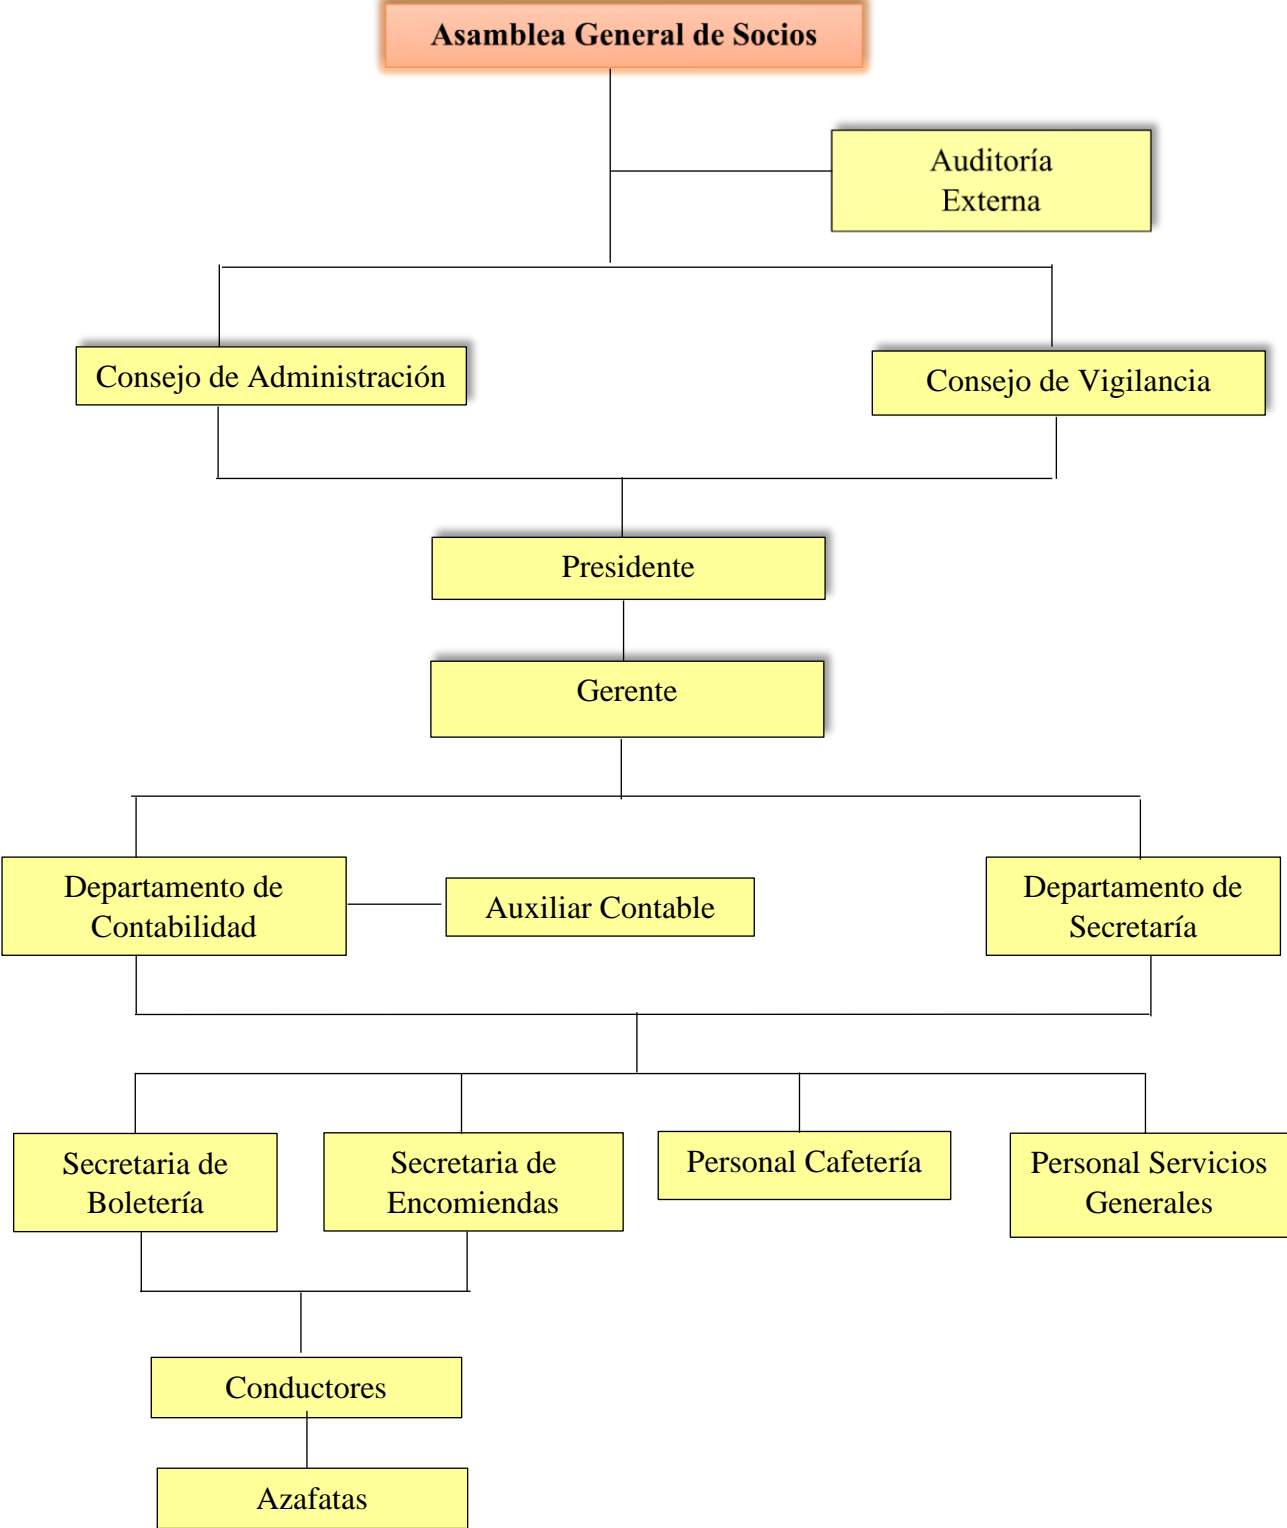 Asamblea General de Socios
Auditoría
Externa
Consejo de Administración
Consejo de Vigilancia
Presidente
Gerente
Departamento de
Contabilidad
Auxiliar Contable
Departamento de
Secretaría
Secretaria de
Boletería
Secretaria de
Encomiendas
Personal Cafetería
Personal Servicios
Generales
Conductores
Azafatas